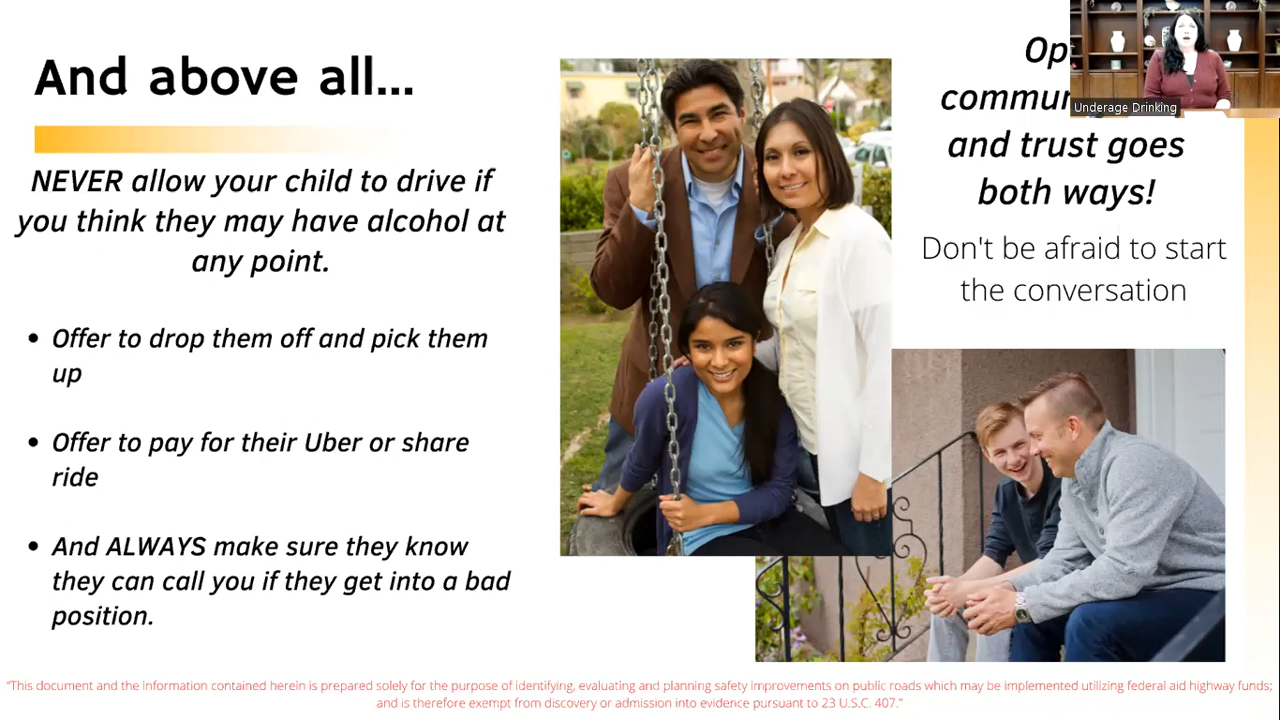 And above all...
NEVER allow your child to drive if
you think they may have alcohol at
any point.
• Offer to drop them off and pick them
up
• Offer to pay for their Uber or share
ride
• And ALWAYS make sure they know
they can call you if they get into a bad
position.
and trust goes
both ways!
Don't be afraid to start
the conversation
Underage Drinking
"This document and the information contained herein is prepared solely for the purpose of identifying, evaluating and planning safety improvements on public roads which may be implemented utilizing federal aid highway funds;
and is therefore exempt from discovery or admission into evidence pursuant to 23 U.S.C. 407."